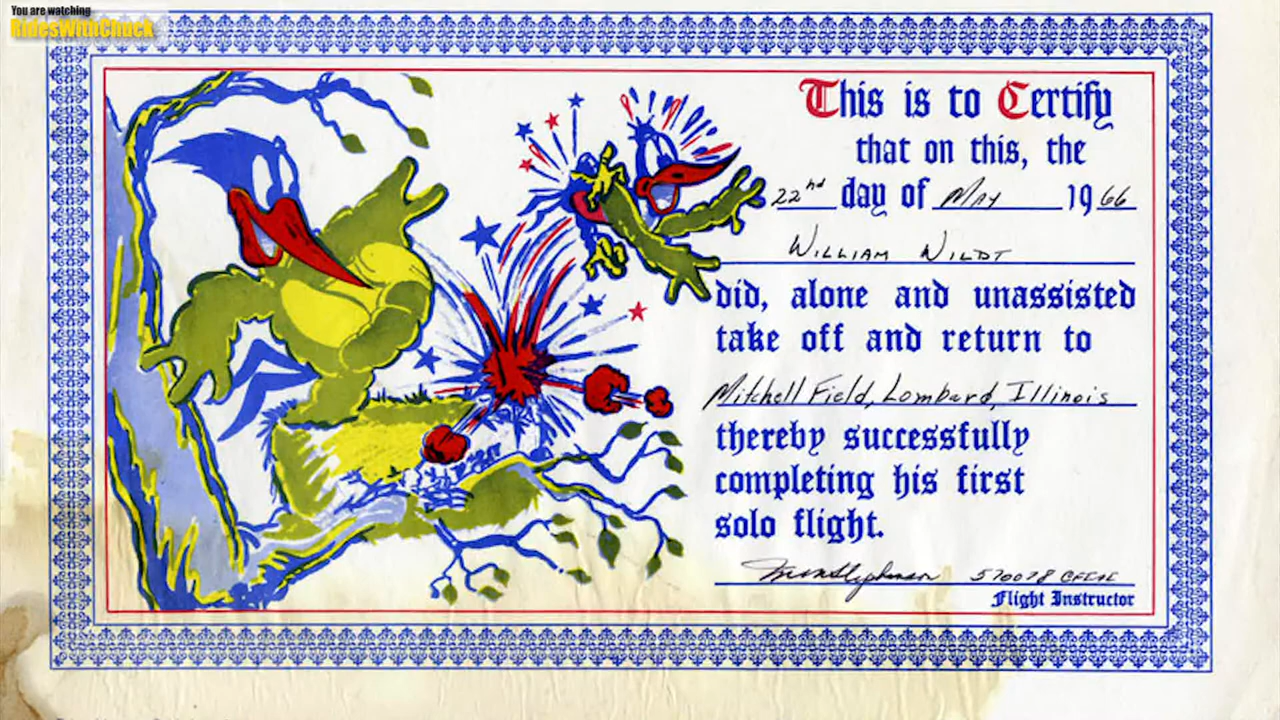 You are watching
RidesWithChuck
This is to Certify
that on this, the
22nd day of May 1966
William Wildt
did, alone and unassisted
take off and return to
Mitchell Field, Lombard, Illinois
thereby successfully
completing his first
solo flight.
570078 CFI
Flight Instructor